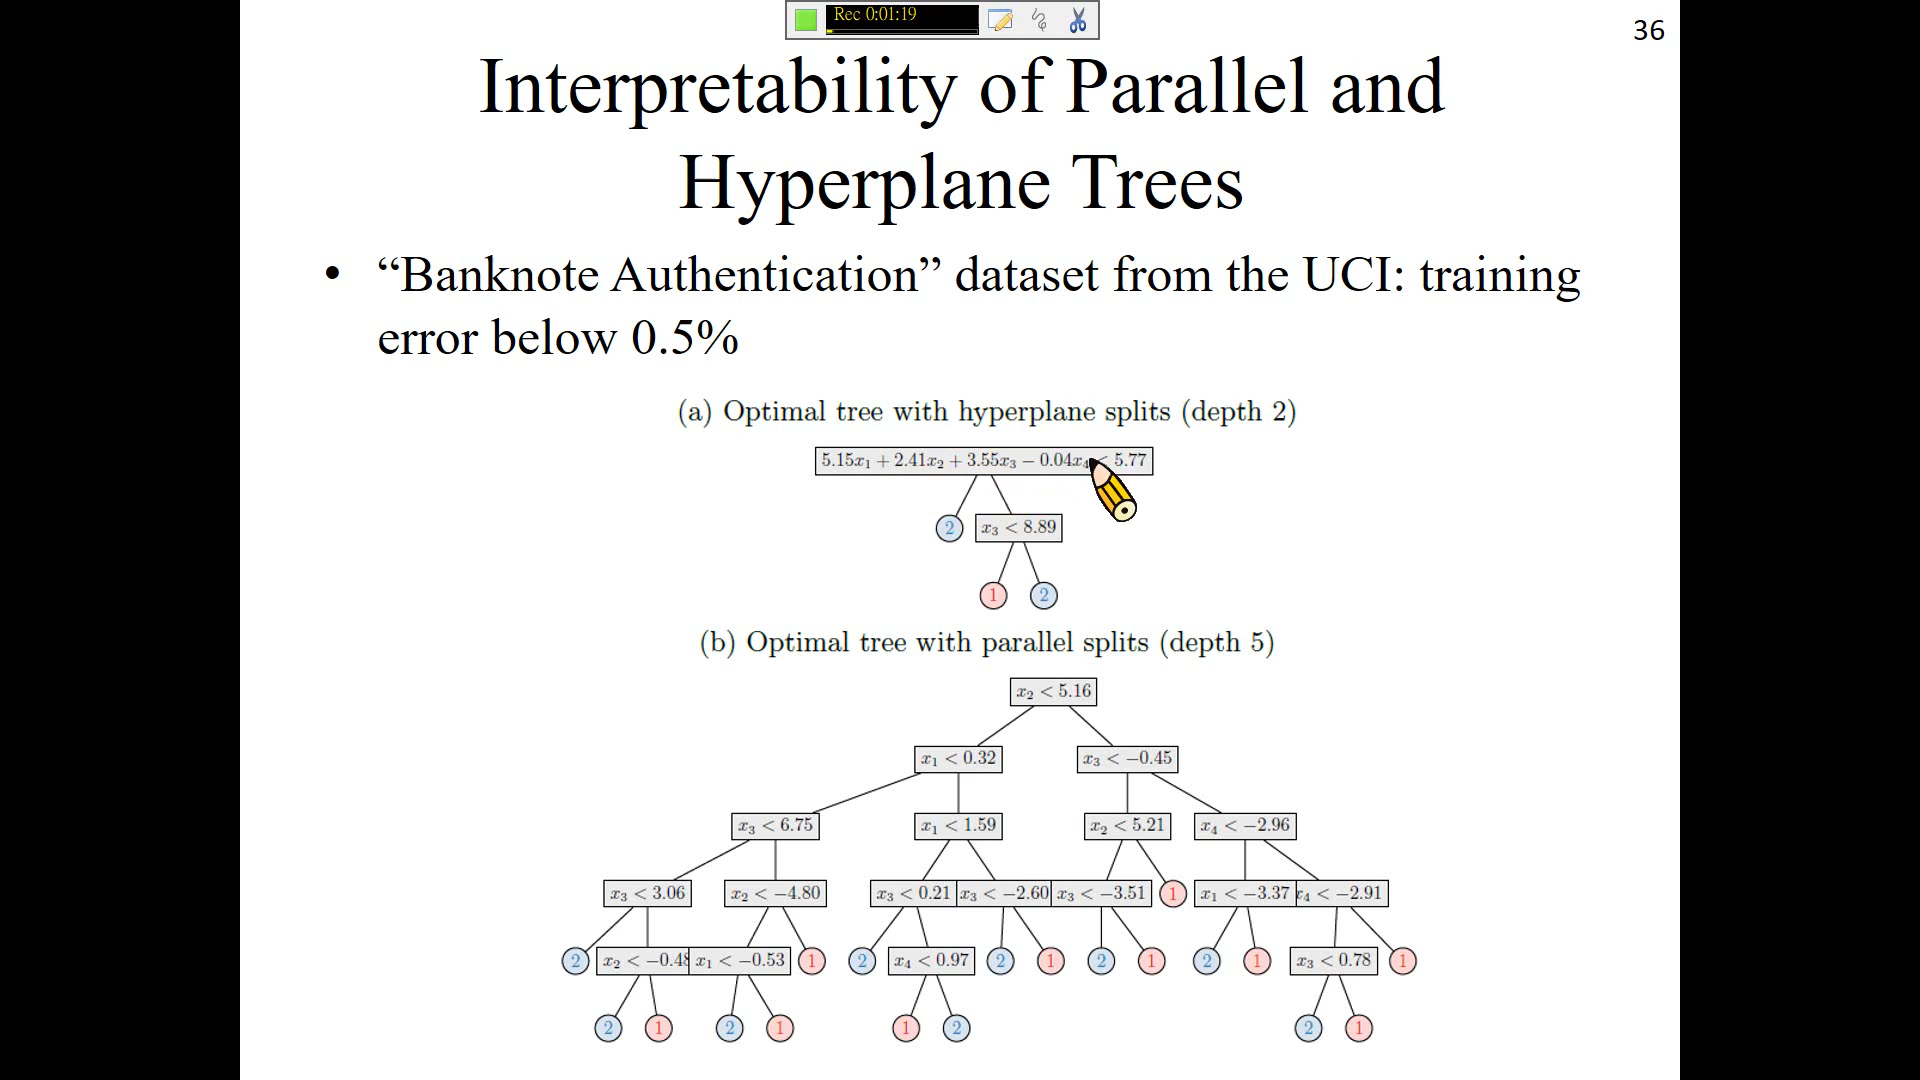 Rec 0:01:19
36
Interpretability of Parallel and
Hyperplane Trees
• “Banknote Authentication” dataset from the UCI: training
error below 0.5%
(a) Optimal tree with hyperplane splits (depth 2)
5.15x₁ + 2.41x₂ + 3.55x₃ − 0.04x₄ < 5.77
2 x₃ < 8.89
1 2
(b) Optimal tree with parallel splits (depth 5)
x₂ < 5.16
x₁ < 0.32 x₃ < −0.45
x₃ < 6.75 x₁ < 1.59 x₂ < 5.21 x₄ < −2.96
x₃ < 3.06 x₂ < −4.80 x₃ < 0.21 x₃ < −2.60 x₃ < −3.51 1 x₁ < −3.37 x₄ < −2.91
2 x₂ < −0.48 x₁ < −0.53 1 2 x₄ < 0.97 2 1 2 1 2 1 x₃ < 0.78 1
2 1 2 1 1 2 2 1